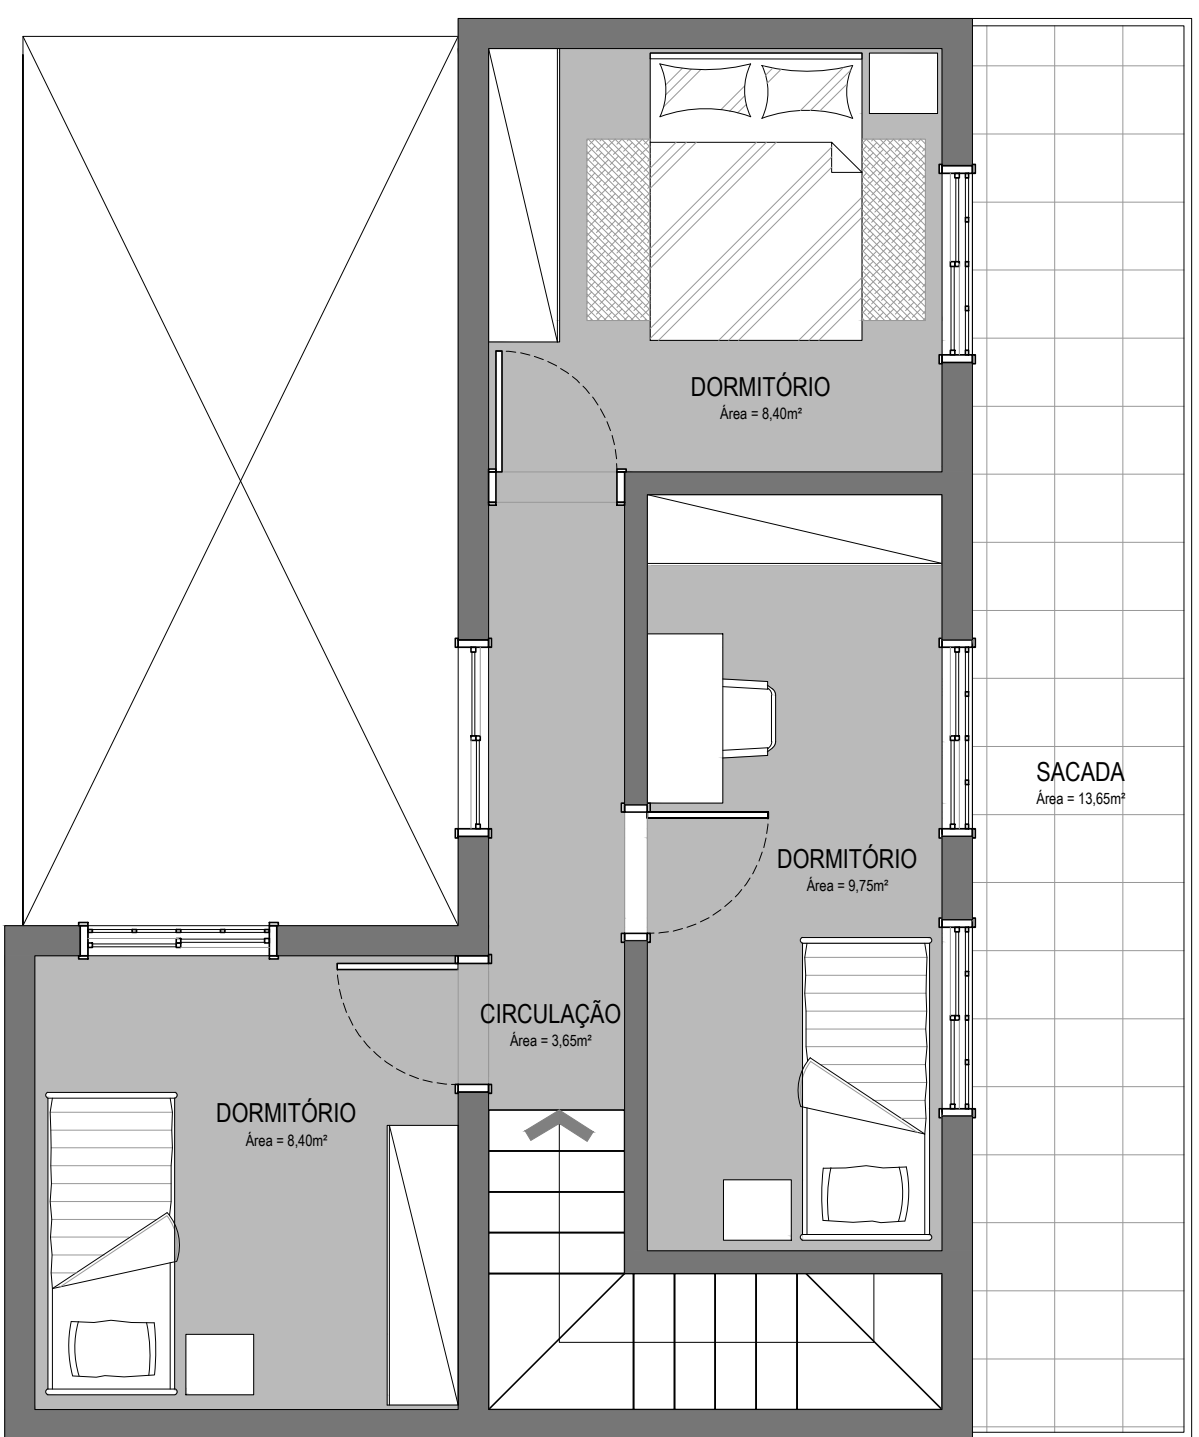 DORMITÓRIO
Área = 8,40m²
SACADA
Área = 13,65m²
DORMITÓRIO
Área = 9,75m²
CIRCULAÇÃO
Área = 3,65m²
DORMITÓRIO
Área = 8,40m²